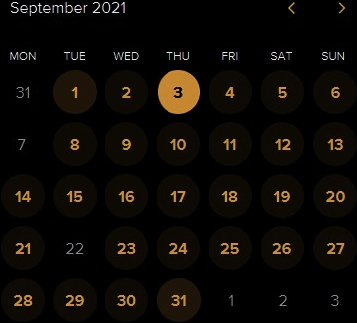 September 2021
MON TUE WED THU FRI SAT SUN
31 1 2 3 4 5 6
7 8 9 10 11 12 13
14 15 16 17 18 19 20
21 22 23 24 25 26 27
28 29 30 31 1 2 3